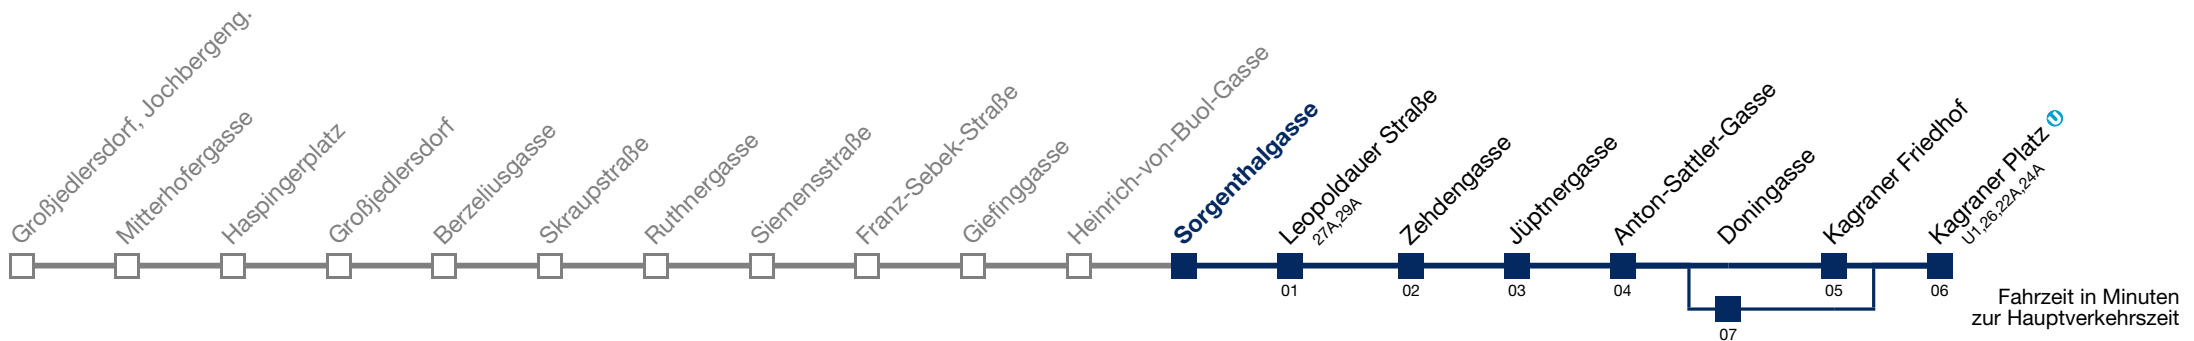 Großjedlersdorf, Jochbergeng.
Mitterhofergasse
Haspingerplatz
Großjedlersdorf
Berzeliusgasse
Skraupstraße
Ruthnergasse
Siemensstraße
Franz-Sebek-Straße
Giefinggasse
Heinrich-von-Buol-Gasse
Sorgenthalgasse
Leopoldauer Straße
27A,29A
Zehdengasse
Jüptnergasse
Anton-Sattler-Gasse
Doningasse
Kagraner Friedhof
Kagraner Platz U
U1,26,22A,24A
01
02
03
04
05
06
07
Fahrzeit in Minuten
zur Hauptverkehrszeit